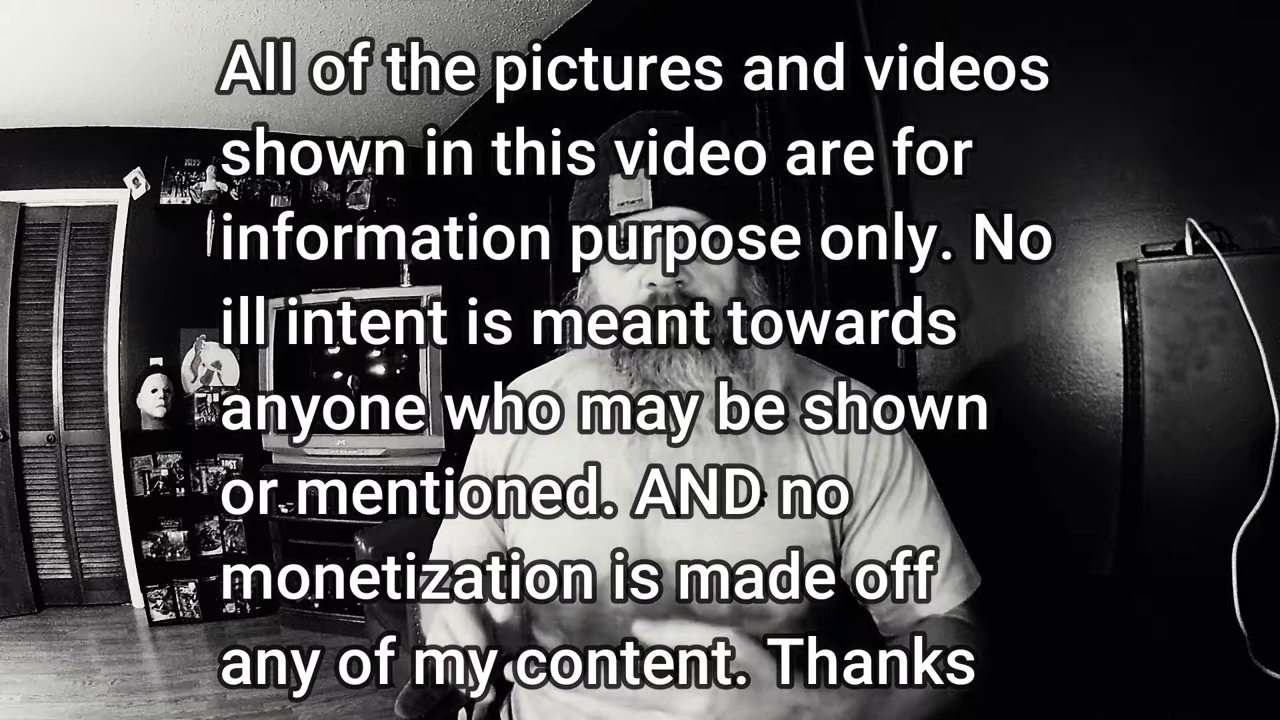 All of the pictures and videos
shown in this video are for
information purpose only. No
ill intent is meant towards
anyone who may be shown
or mentioned. AND no
monetization is made off
any of my content. Thanks
carhartt